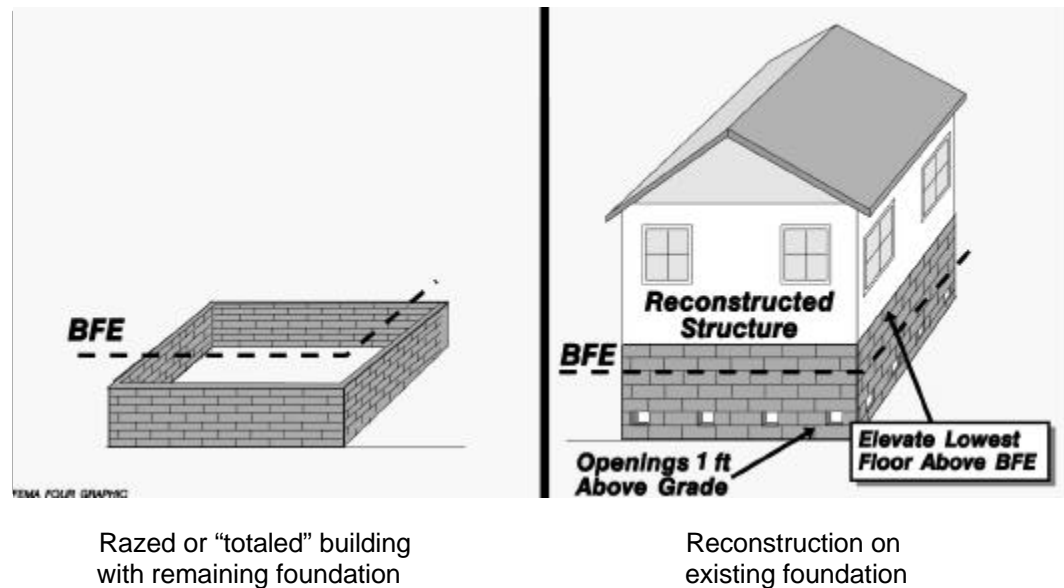 BFE
FEMA FOUR GRAPHIC
Reconstructed
Structure
BFE
Openings 1 ft
Above Grade
Elevate Lowest
Floor Above BFE
Razed or “totaled” building
with remaining foundation
Reconstruction on
existing foundation